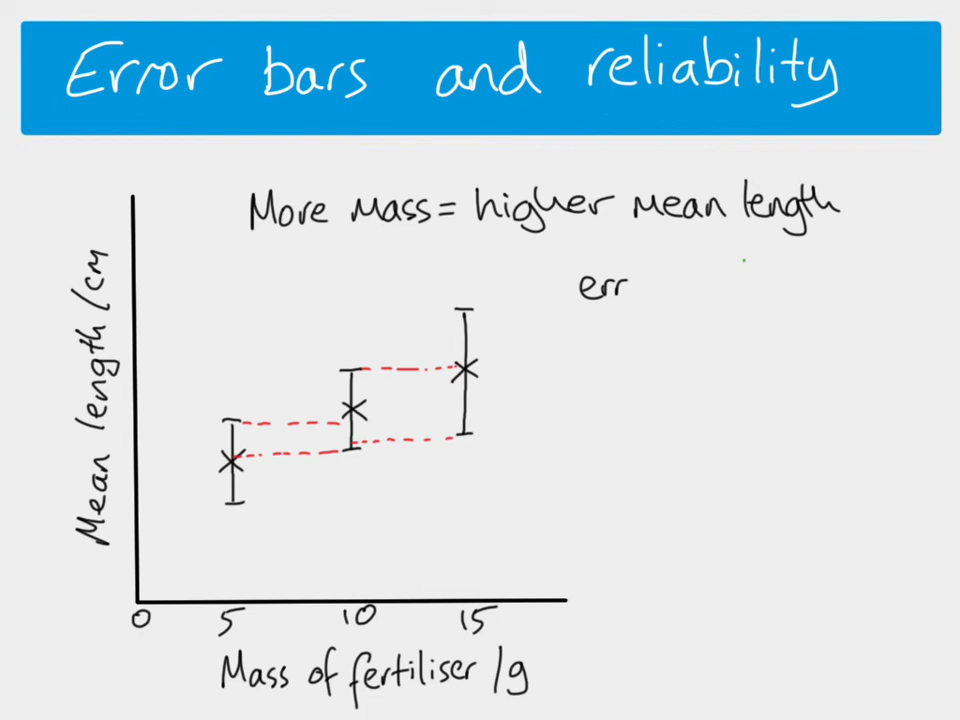 Error bars and reliability
More mass = higher mean length
err
Mean length/cm
0 5 10 15
Mass of fertiliser/g